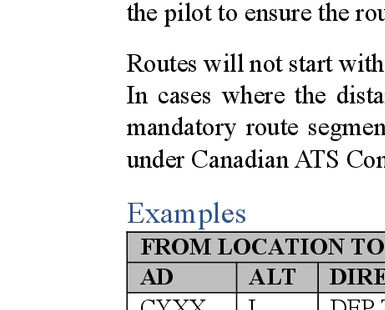 the pilot to ensure the rou
Routes will not start with
In cases where the dista
mandatory route segmen
under Canadian ATS Con
Examples
FROM LOCATION TO
AD ALT DIRE
CYXX L DEP T